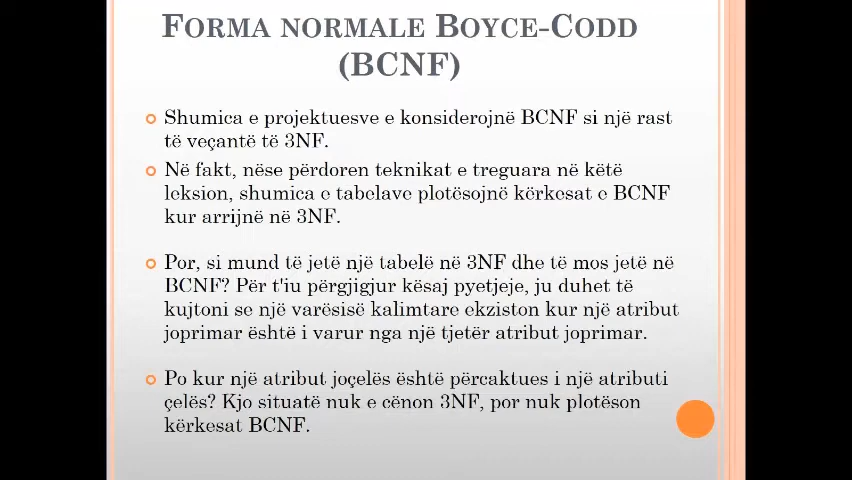 FORMA NORMALE BOYCE-CODD
(BCNF)
Shumica e projektuesve e konsiderojnë BCNF si një rast
të veçantë të 3NF.
Në fakt, nëse përdoren teknikat e treguara në këtë
leksion, shumica e tabelave plotësojnë kërkesat e BCNF
kur arrijnë në 3NF.
Por, si mund të jetë një tabelë në 3NF dhe të mos jetë në
BCNF? Për t'iu përgjigjur kësaj pyetjeje, ju duhet të
kujtoni se një varësisë kalimtare ekziston kur një atribut
joprimar është i varur nga një tjetër atribut joprimar.
Po kur një atribut joçelës është përcaktues i një atributi
çelës? Kjo situatë nuk e cënon 3NF, por nuk plotëson
kërkesat BCNF.